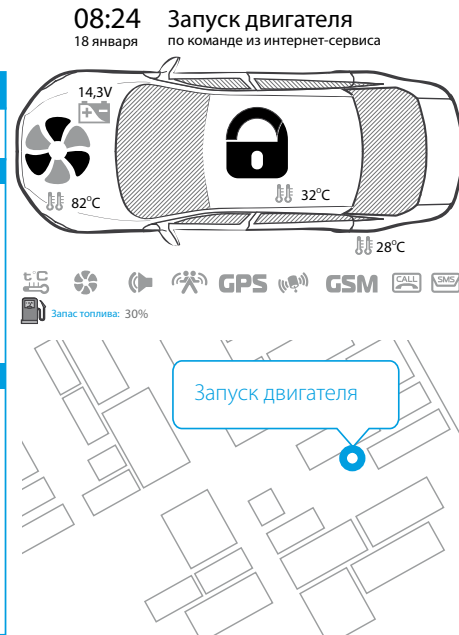 08:24 Запуск двигателя
18 января по команде из интернет-сервиса
14,3V
82°C
32°C
28°C
t°C GPS GSM CALL SMS
Запас топлива: 30%
Запуск двигателя